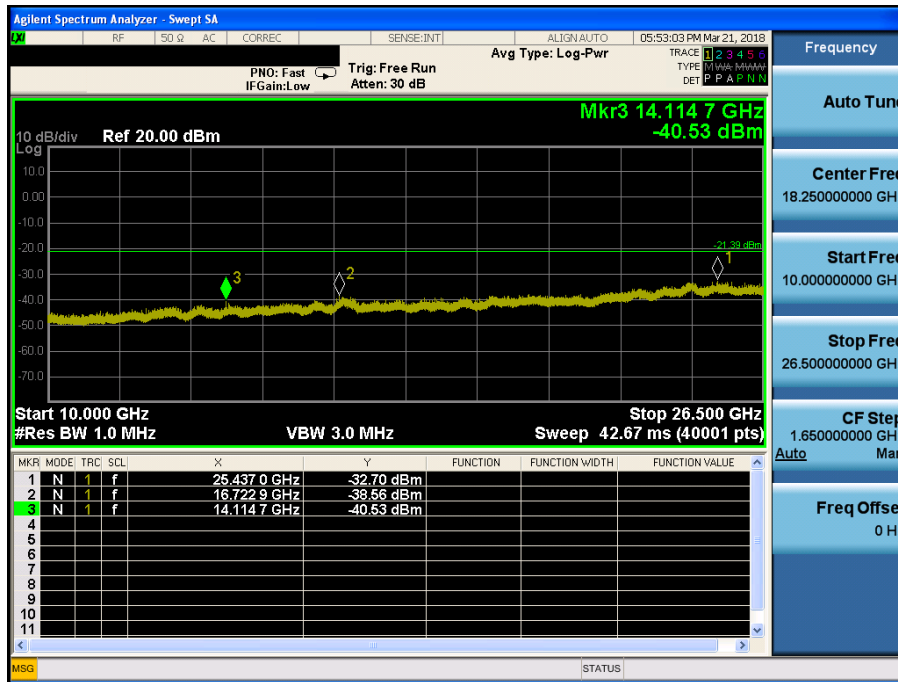 Agilent Spectrum Analyzer - Swept SA
LXI RF 50 Ω AC CORREC SENSE:INT ALIGN AUTO 05:53:03 PM Mar 21, 2018
PNO: Fast Trig: Free Run Avg Type: Log-Pwr TRACE 1 2 3 4 5 6
IFGain:Low Atten: 30 dB TYPE M WA MWW
DET P P A P N N
Mkr3 14.114 7 GHz
-40.53 dBm
10 dB/div Ref 20.00 dBm
Log
10.0
0.00
-10.0
-20.0
-21.39 dBm
-30.0
-40.0
-50.0
-60.0
-70.0
1
2
3
Start 10.000 GHz Stop 26.500 GHz
#Res BW 1.0 MHz VBW 3.0 MHz Sweep 42.67 ms (40001 pts)
MKR MODE TRC SCL X Y FUNCTION FUNCTION WIDTH FUNCTION VALUE
1 N 1 f 25.437 0 GHz -32.70 dBm
2 N 1 f 16.722 9 GHz -38.56 dBm
3 N 1 f 14.114 7 GHz -40.53 dBm
4
5
6
7
8
9
10
11
MSG STATUS
Frequency
Auto Tun
Center Fre
18.250000000 GH
Start Fre
10.000000000 GH
Stop Fre
26.500000000 GH
CF Step
1.650000000 GH
Auto Ma
Freq Offse
0 H